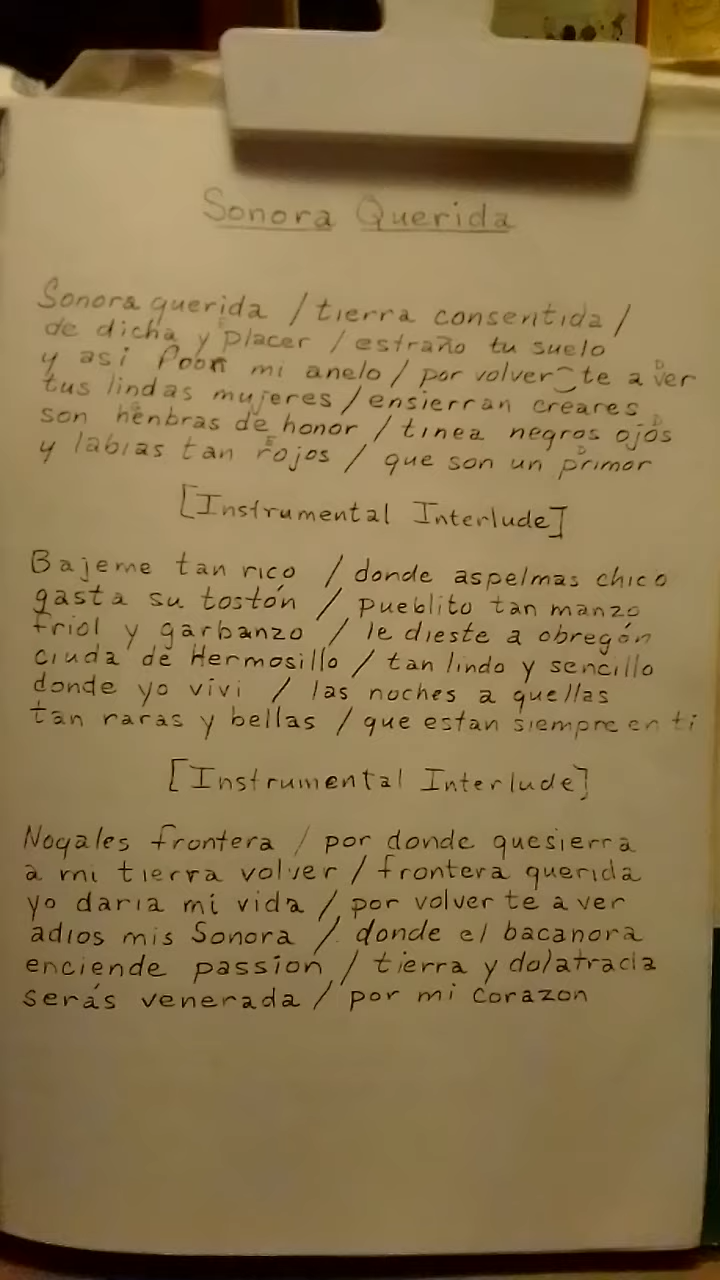 Sonora Querida
Sonora querida / tierra consentida /
de dicha y placer / estraño tu suelo
y asi Poor mi anelo / por volver te a ver
tus lindas mujeres / ensierran creares
son henbras de honor / tinea negros ojos
y labias tan rojos / que son un primor
[Instrumental Interlude]
Bajeme tan rico / donde aspelmas chico
gasta su tostón / pueblito tan manzo
friol y garbanzo / le dieste a obregón
ciuda de Hermosillo / tan lindo y sencillo
donde yo vivi / las noches a quellas
tan raras y bellas / que estan siempre en ti
[Instrumental Interlude]
Nogales frontera / por donde quesierra
a mi tierra volver / frontera querida
yo daria mi vida / por volver te a ver
adios mis Sonora / donde el bacanora
enciende passion / tierra y dolatracia
serás venerada / por mi corazon